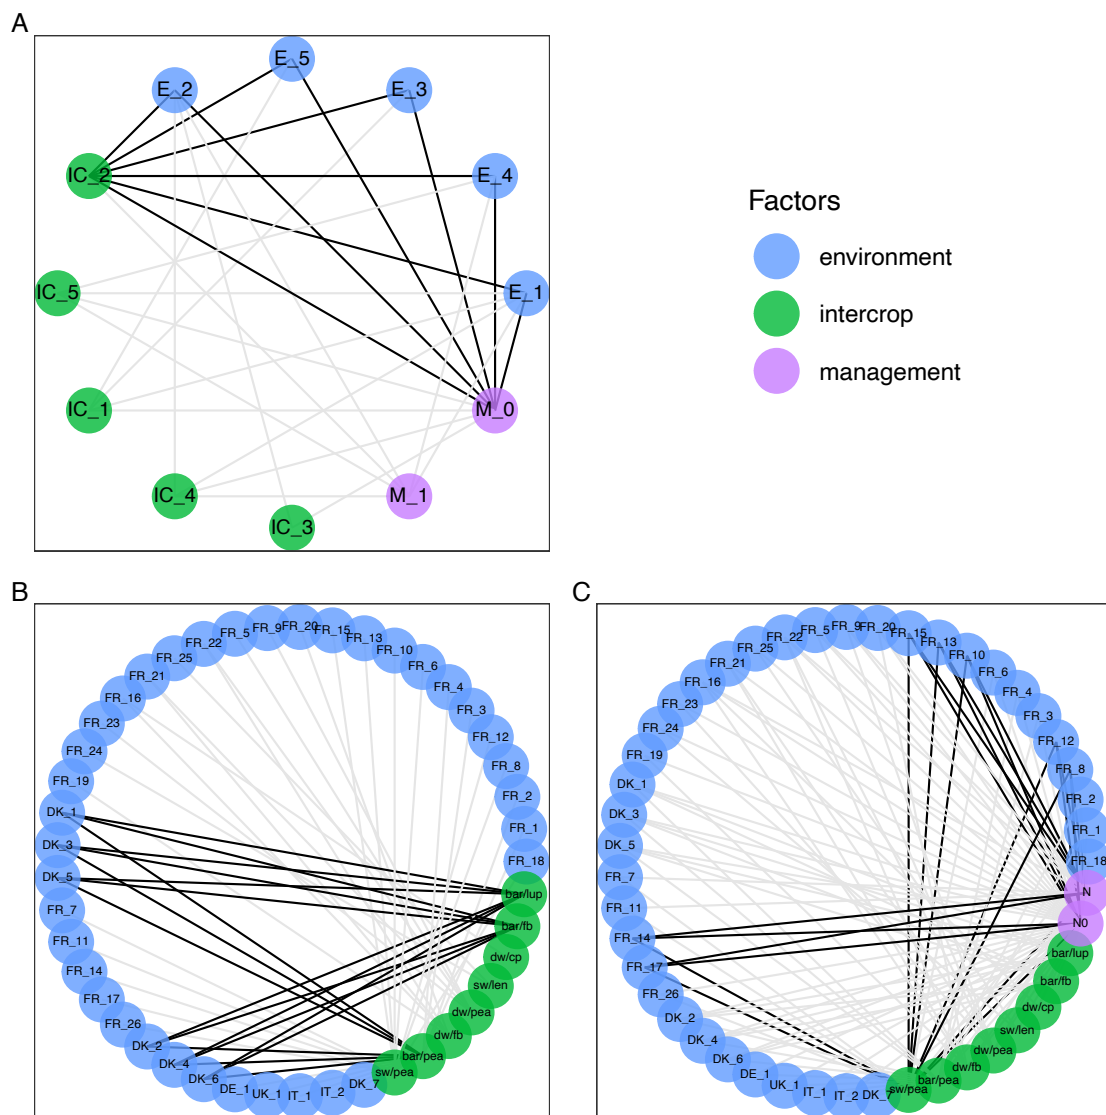 A
E_5
E_2
E_3
IC_2
E_4
IC_5
E_1
IC_1
M_0
IC_4
M_1
IC_3
Factors
environment
intercrop
management
B
FR_20
FR_9
FR_15
FR_5
FR_13
FR_22
FR_10
FR_25
FR_6
FR_21
FR_4
FR_16
FR_3
FR_23
FR_12
FR_24
FR_8
FR_19
FR_2
DK_1
FR_1
DK_3
FR_18
DK_5
bar/lup
FR_7
bar/fb
FR_11
dw/cp
FR_14
sw/len
FR_17
dw/pea
FR_26
dw/fb
DK_2
bar/pea
DK_4
sw/pea
DK_6
DK_7
DE_1
IT_2
UK_1
IT_1
C
FR_9
FR_20
FR_5
FR_15
FR_22
FR_13
FR_25
FR_10
FR_21
FR_6
FR_16
FR_4
FR_23
FR_3
FR_24
FR_12
FR_19
FR_8
DK_1
FR_2
DK_3
FR_1
DK_5
FR_18
FR_7
N
FR_11
N0
FR_14
bar/lup
FR_17
bar/fb
FR_26
dw/cp
DK_2
sw/len
DK_4
dw/pea
DK_6
dw/fb
DE_1
bar/pea
UK_1
sw/pea
IT_1
IT_2
DK_7